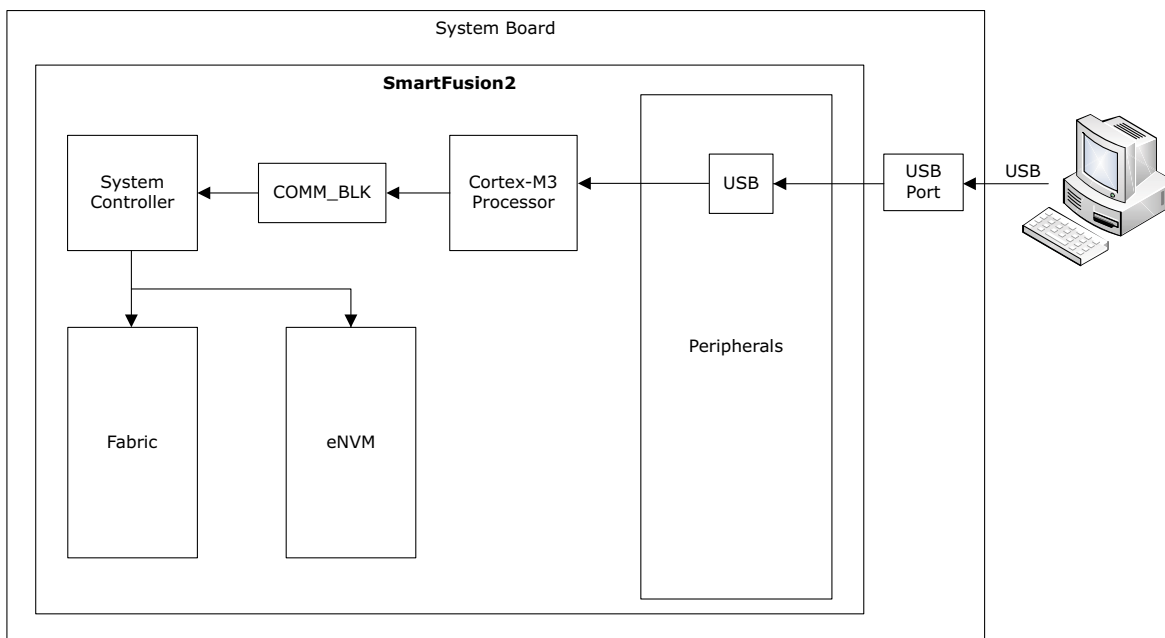 System Board
SmartFusion2
System
Controller
COMM_BLK
Cortex-M3
Processor
USB
USB
Port
USB
Peripherals
Fabric
eNVM